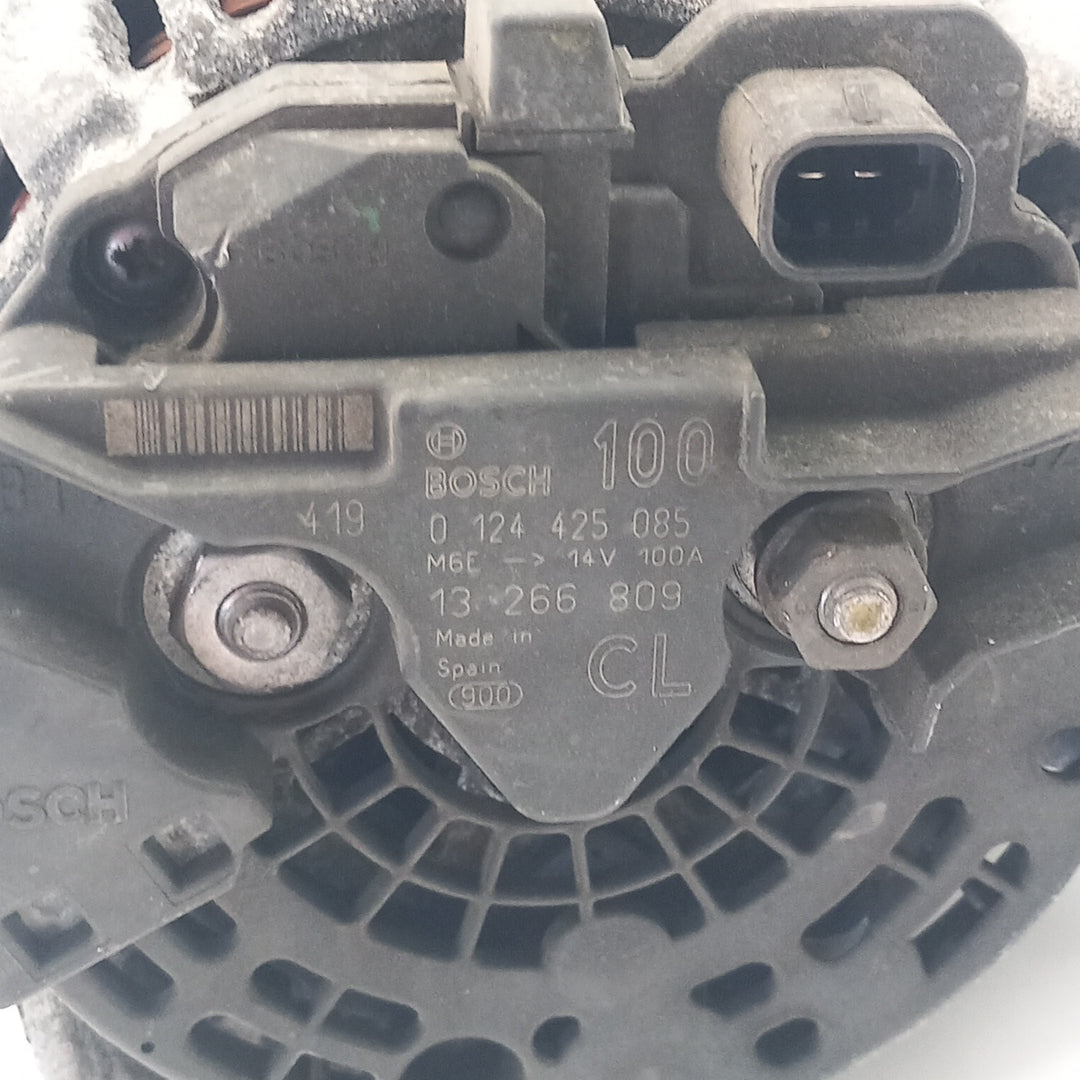 BOSCH
BOSCH 100
419
0 124 425 085
M6E --> 14V 100A
13 266 809
Made in
Spain
CL
900
OSCH